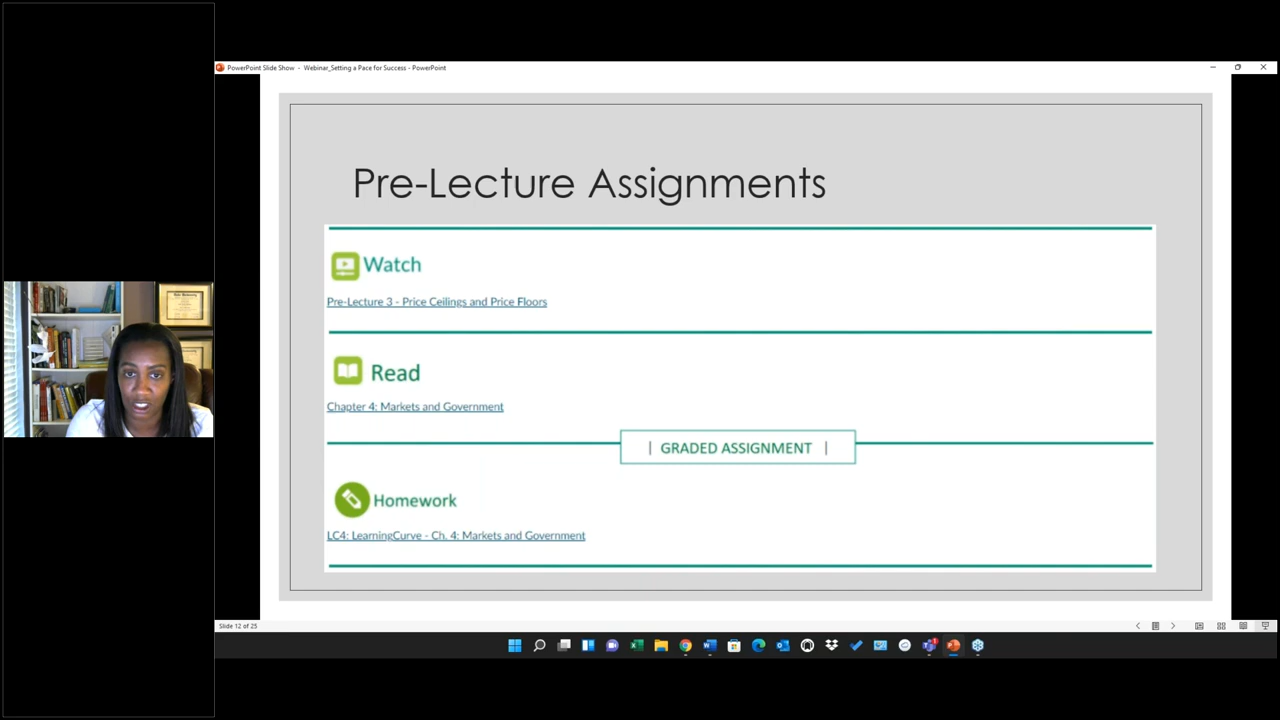 PowerPoint Slide Show - Webinar_Setting a Pace for Success - PowerPoint
Pre-Lecture Assignments
Watch
Pre-Lecture 3 - Price Ceilings and Price Floors
Read
Chapter 4: Markets and Government
| GRADED ASSIGNMENT |
Homework
LC4: LearningCurve - Ch. 4: Markets and Government
Slide 12 of 25